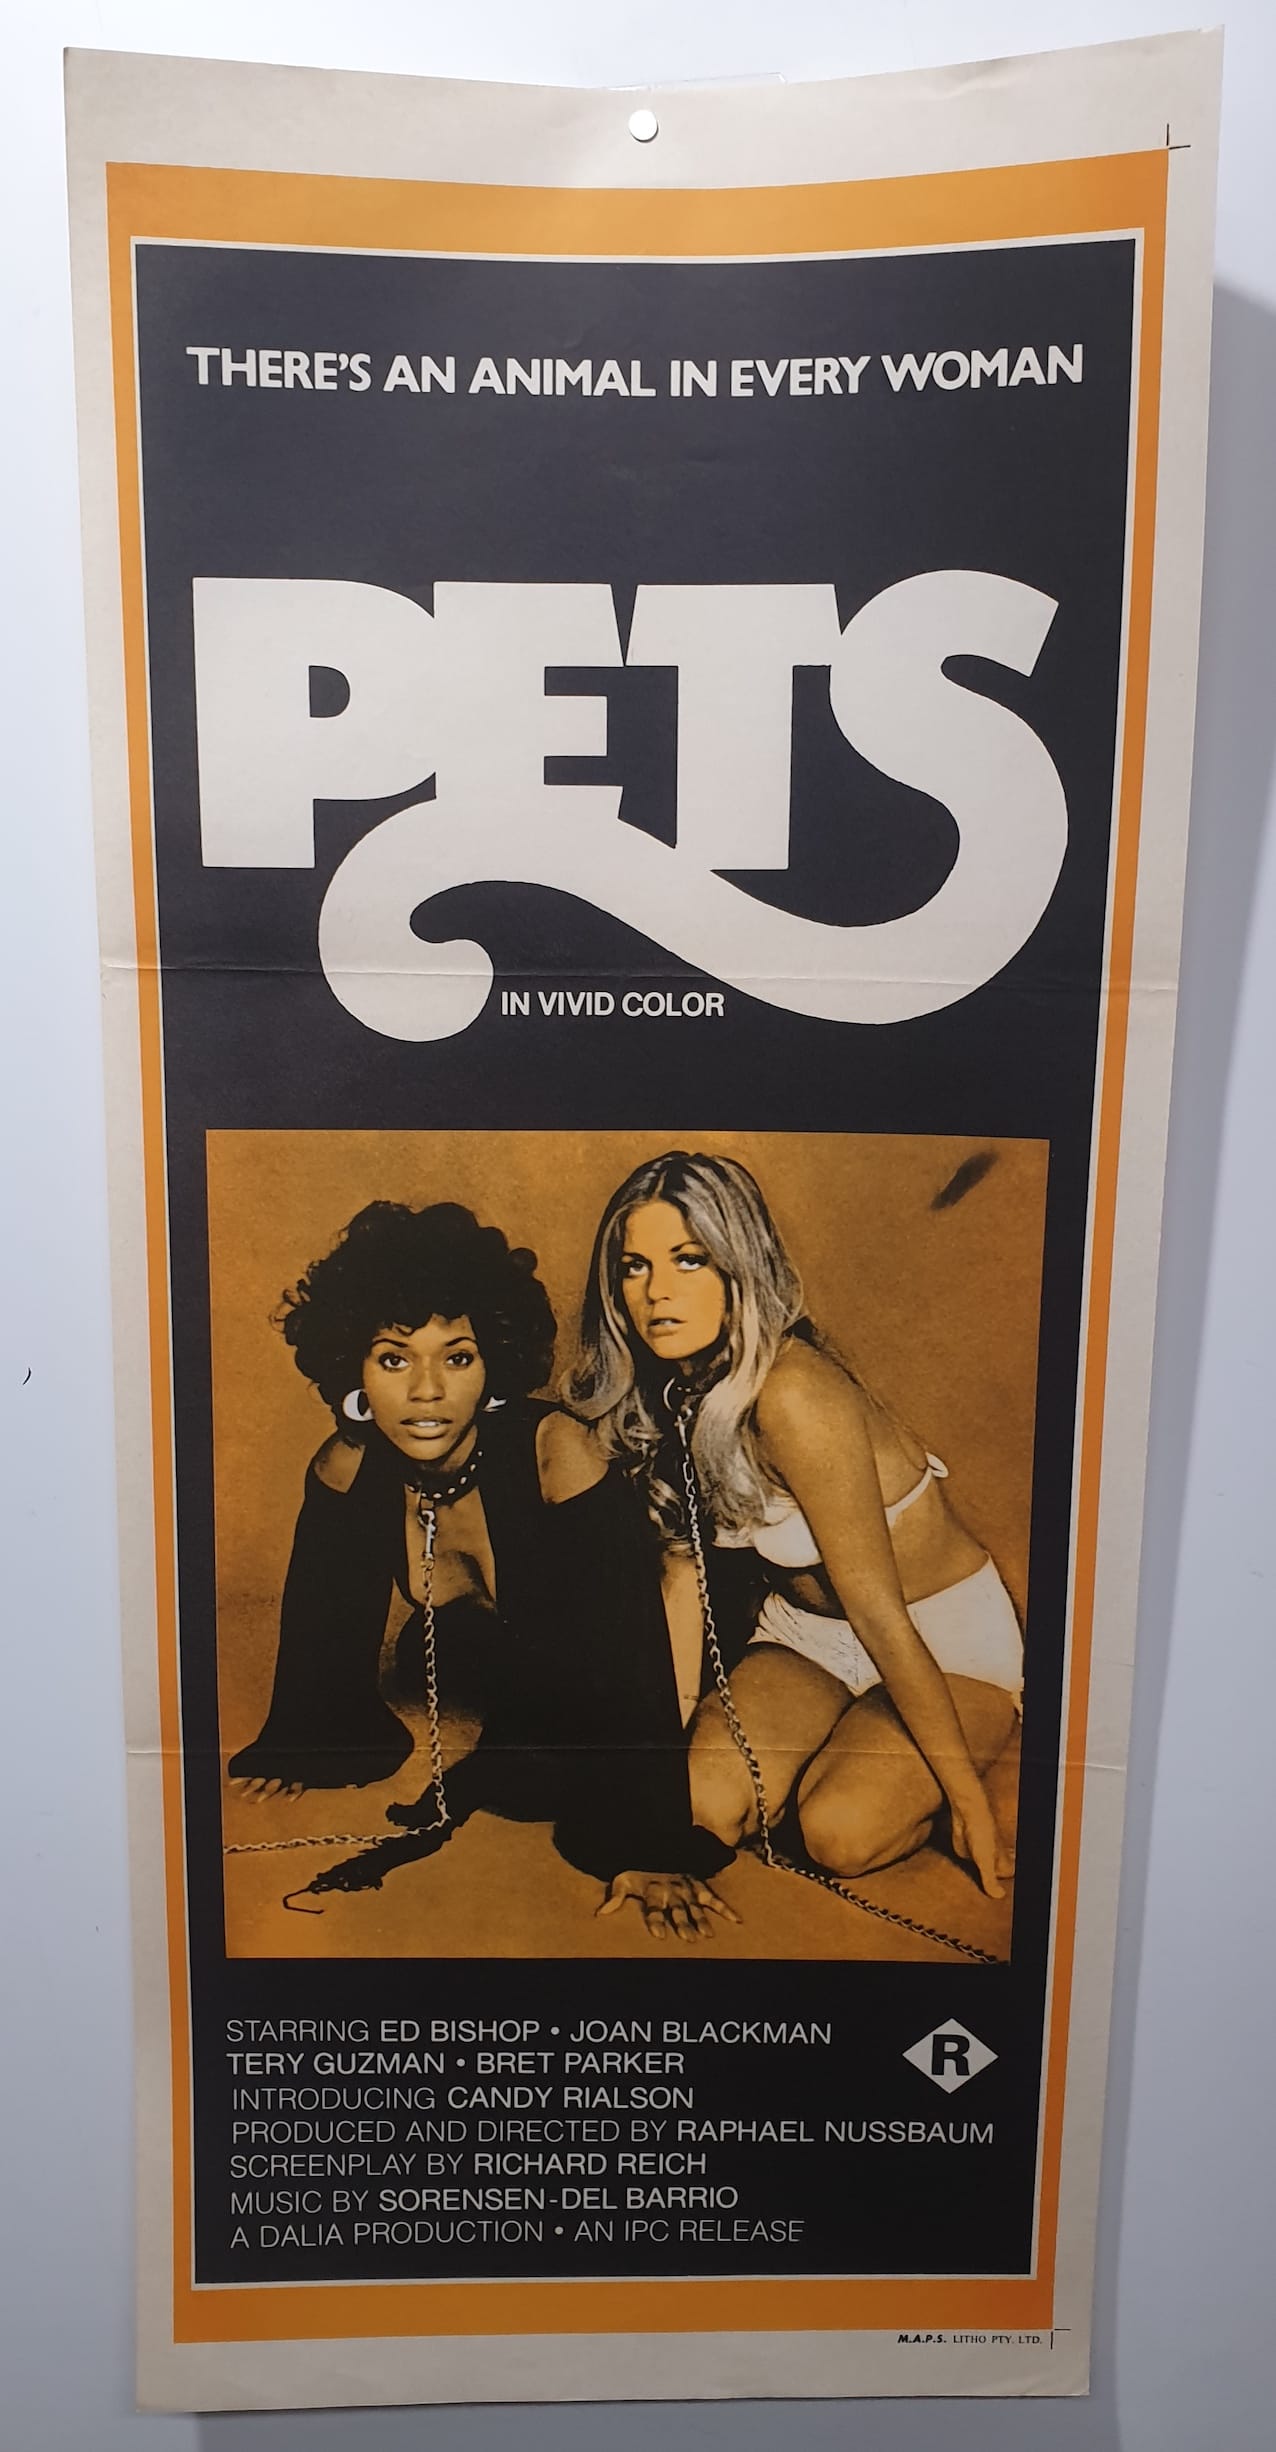 THERE'S AN ANIMAL IN EVERY WOMAN
PETS
IN VIVID COLOR
STARRING ED BISHOP • JOAN BLACKMAN
TERY GUZMAN • BRET PARKER
INTRODUCING CANDY RIALSON
PRODUCED AND DIRECTED BY RAPHAEL NUSSBAUM
SCREENPLAY BY RICHARD REICH
MUSIC BY SORENSEN-DEL BARRIO
A DALIA PRODUCTION • AN IPC RELEASE
R
M.A.P.S. LITHO PTY. LTD.